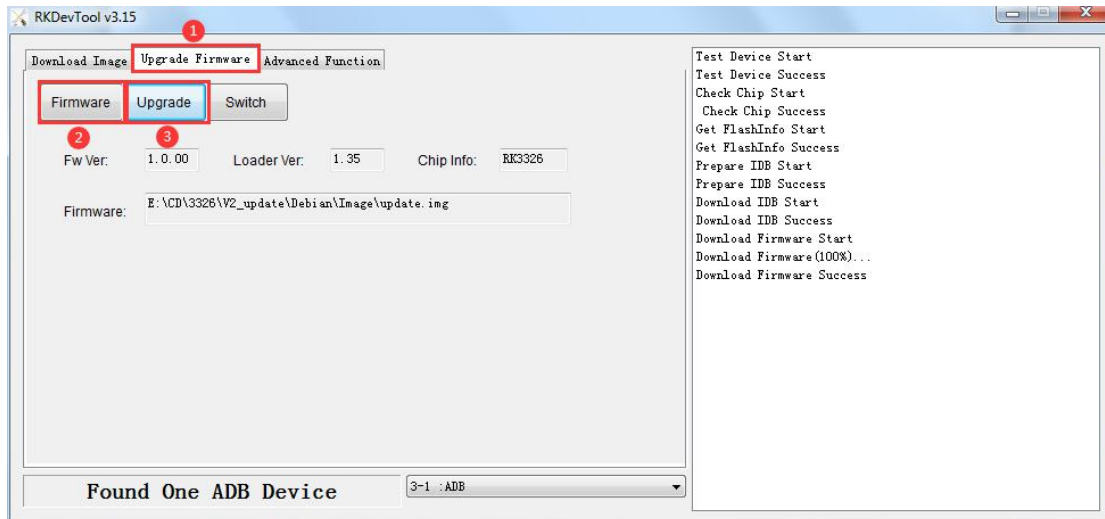 RKDevTool v3.15
1
Download Image Upgrade Firmware Advanced Function
Firmware Upgrade Switch
2 3
Fw Ver: 1.0.00 Loader Ver: 1.35 Chip Info: RK3326
Firmware: E:\CD\3326\V2_update\Debian\Image\update.img
Found One ADB Device 3-1 :ADB
Test Device Start
Test Device Success
Check Chip Start
Check Chip Success
Get FlashInfo Start
Get FlashInfo Success
Prepare IDB Start
Prepare IDB Success
Download IDB Start
Download IDB Success
Download Firmware Start
Download Firmware(100%)...
Download Firmware Success